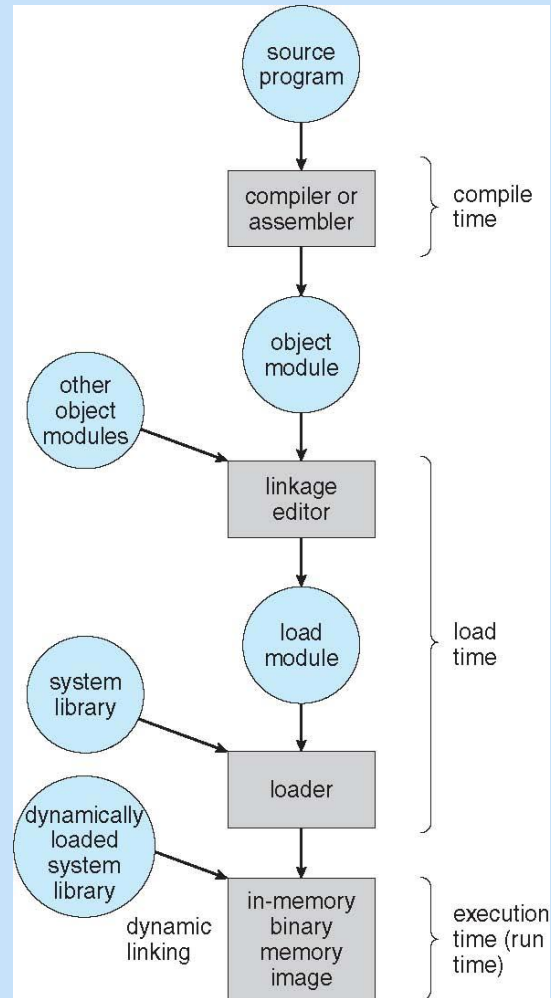 source
program
compiler or
assembler
compile
time
object
module
other
object
modules
linkage
editor
load
module
load
time
system
library
loader
dynamically
loaded
system
library
dynamic
linking
in-memory
binary
memory
image
execution
time (run
time)